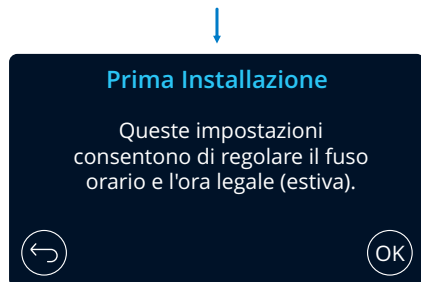 Prima Installazione
Queste impostazioni
consentono di regolare il fuso
orario e l'ora legale (estiva).
OK